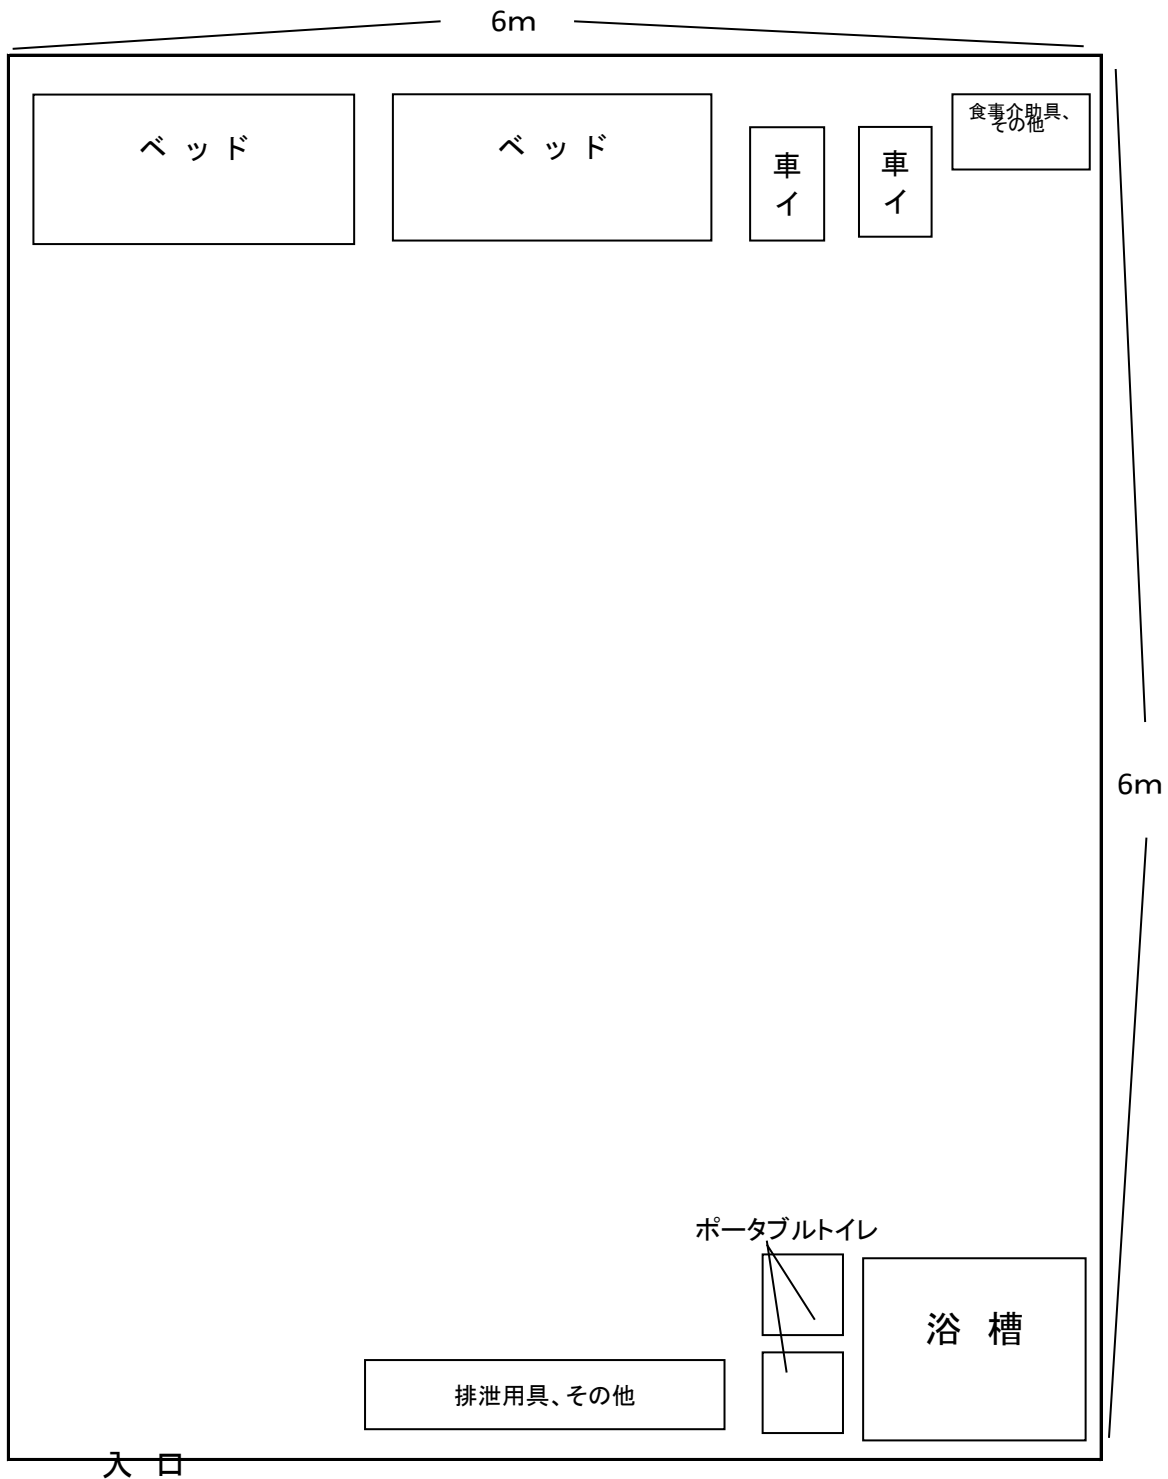 6m
ベッド
ベッド
車イ
車イ
食事介助具、
その他
6m
ポータブルトイレ
浴槽
排泄用具、その他
入口